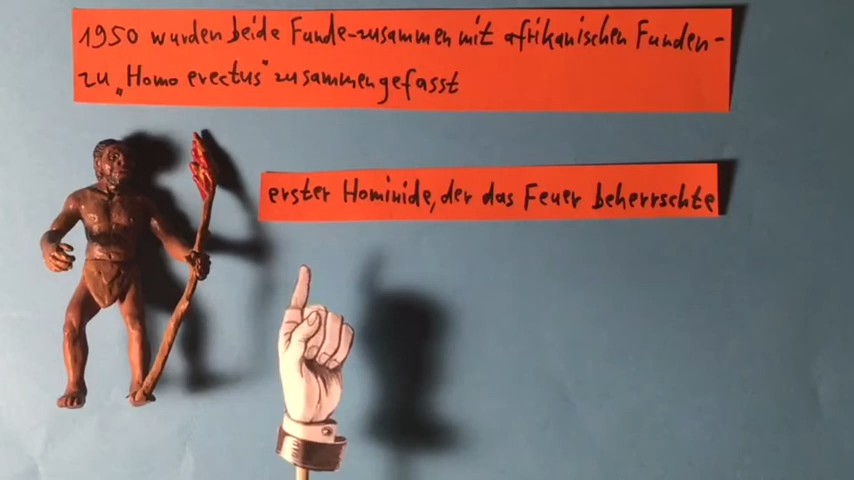 1950 wurden beide Funde-zusammen mit afrikanischen Funden-
zu „Homo erectus" zusammengefasst
erster Hominide, der das Feuer beherrschte